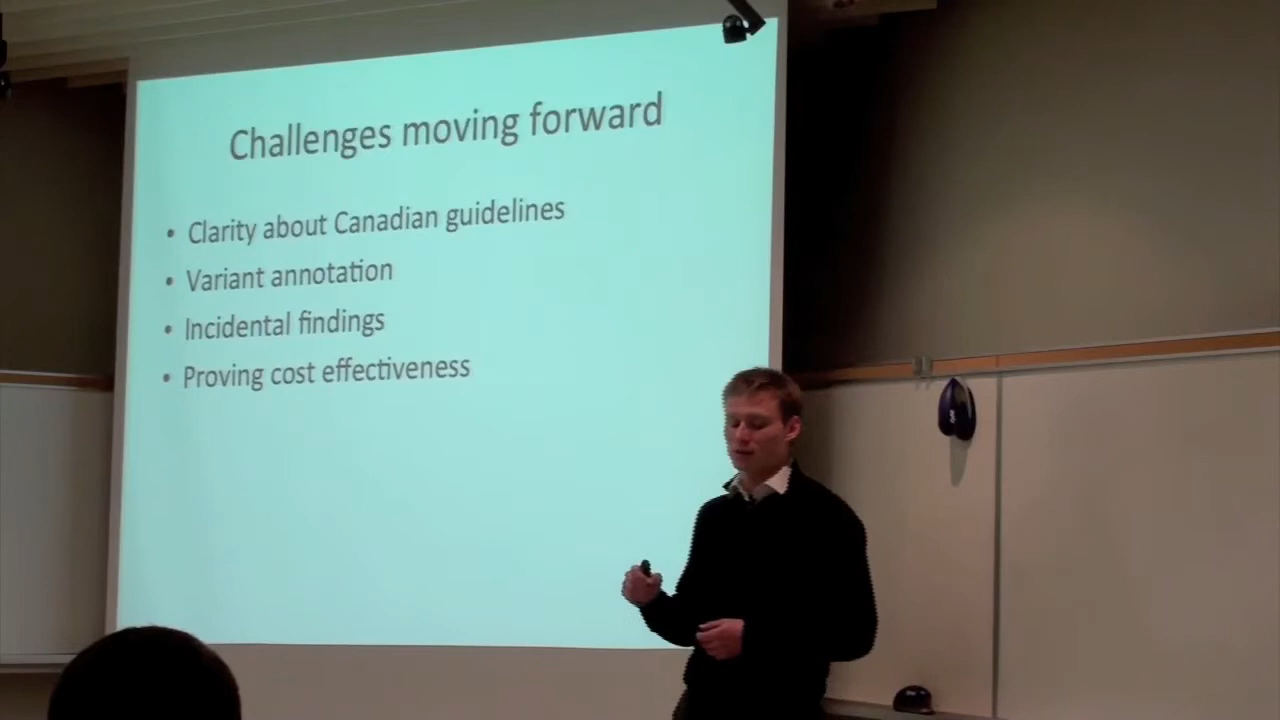 Challenges moving forward
• Clarity about Canadian guidelines
• Variant annotation
• Incidental findings
• Proving cost effectiveness